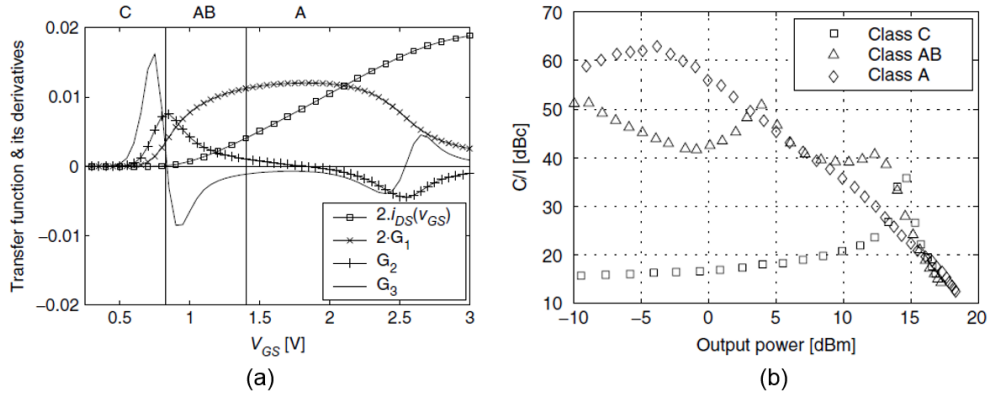 C AB A
Transfer function & its derivatives
0.02
0.01
0
−0.01
−0.02
0.5 1 1.5 2 2.5 3
V_GS [V]
2.i_DS(v_GS)
2·G_1
G_2
G_3
(a)
C/I [dBc]
70
60
50
40
30
20
10
−10 −5 0 5 10 15 20
Output power [dBm]
Class C
Class AB
Class A
(b)